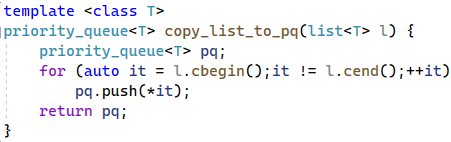 template <class T>
priority_queue<T> copy_list_to_pq(list<T> l) {
    priority_queue<T> pq;
    for (auto it = l.cbegin();it != l.cend();++it)
        pq.push(*it);
    return pq;
}